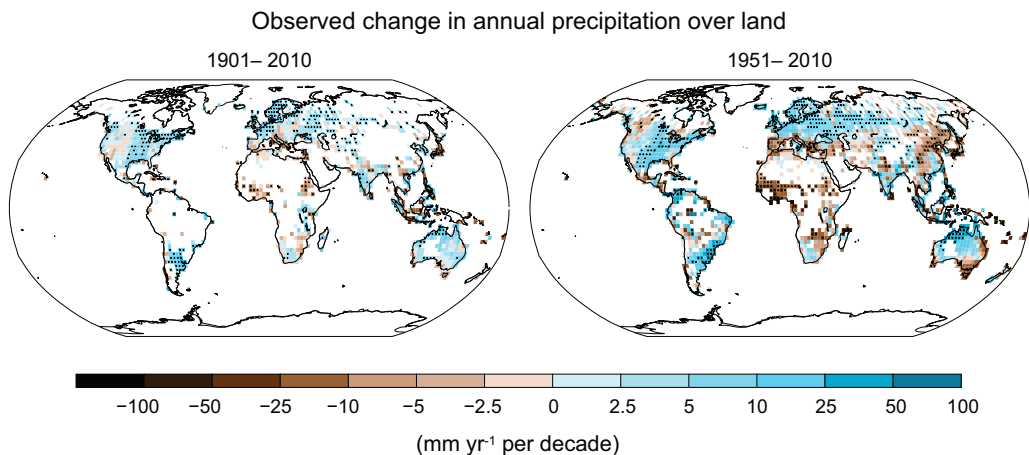 Observed change in annual precipitation over land
1901– 2010
1951– 2010
−100 −50 −25 −10 −5 −2.5 0 2.5 5 10 25 50 100
(mm yr⁻¹ per decade)